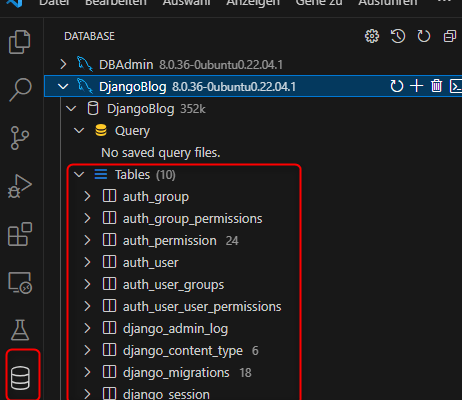 Datei Bearbeiten Auswahl Anzeigen Gehe zu Ausführen
DATABASE
DBAdmin 8.0.36-0ubuntu0.22.04.1
DjangoBlog 8.0.36-0ubuntu0.22.04.1
DjangoBlog 352k
Query
No saved query files.
Tables (10)
auth_group
auth_group_permissions
auth_permission 24
auth_user
auth_user_groups
auth_user_user_permissions
django_admin_log
django_content_type 6
django_migrations 18
django_session